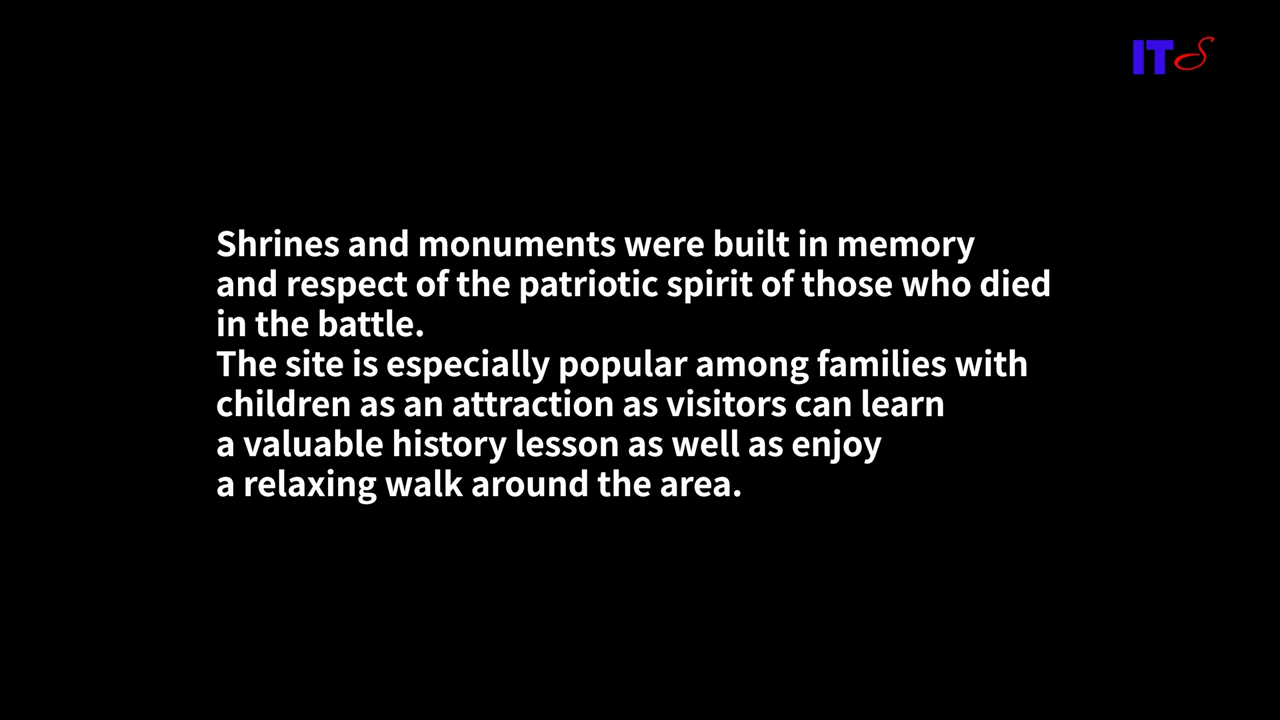 ITS
Shrines and monuments were built in memory
and respect of the patriotic spirit of those who died
in the battle.
The site is especially popular among families with
children as an attraction as visitors can learn
a valuable history lesson as well as enjoy
a relaxing walk around the area.